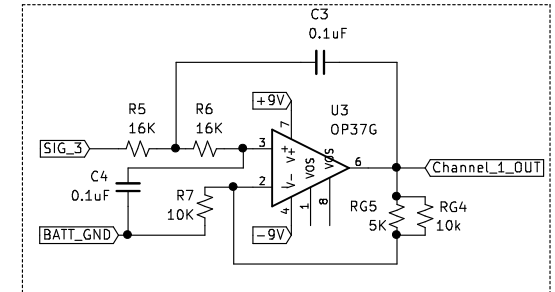 C3
0.1uF
R5
16K
R6
16K
+9V
U3
OP37G
SIG_3
3
+
V+
7
VOS
VOS
6
Channel_1_OUT
C4
0.1uF
R7
10K
2
-
V-
4
1
8
RG5
5K
RG4
10k
BATT_GND
-9V